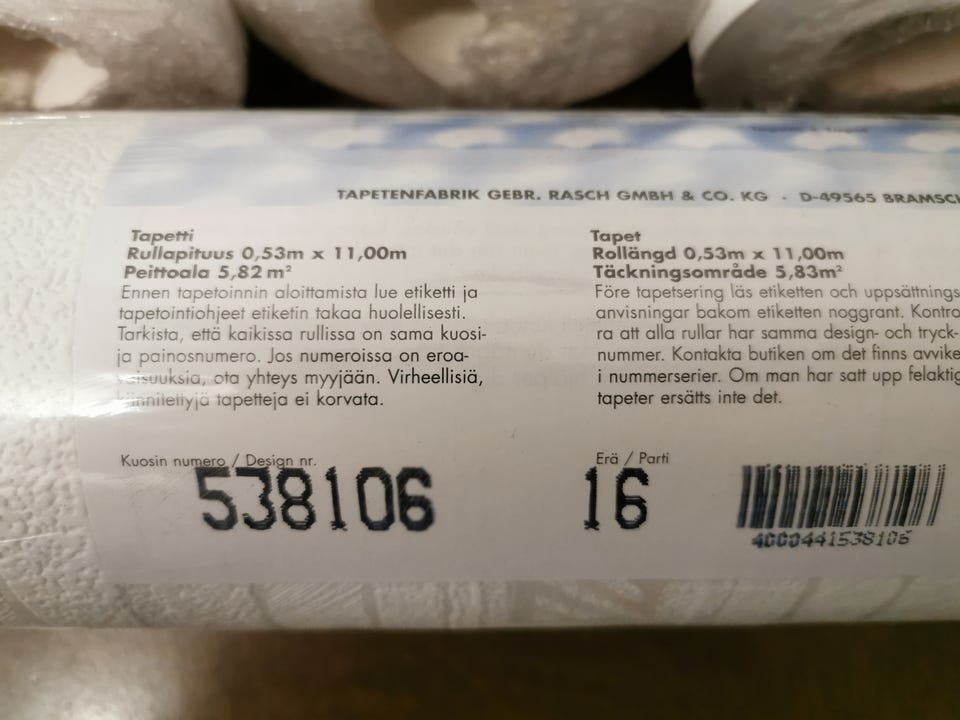 TAPETENFABRIK GEBR. RASCH GMBH & CO. KG · D-49565 BRAMSCH
Tapetti
Rullapituus 0,53m x 11,00m
Peittoala 5,82 m²
Ennen tapetoinnin aloittamista lue etiketti ja
tapetointiohjeet etiketin takaa huolellisesti.
Tarkista, että kaikissa rullissa on sama kuosi-
ja painosnumero. Jos numeroissa on eroa-
vaisuuksia, ota yhteys myyjään. Virheellisiä,
kiinnitettyjä tapetteja ei korvata.
Tapet
Rollängd 0,53m x 11,00m
Täckningsområde 5,83m²
Före tapetsering läs etiketten och uppsättnings
anvisningar bakom etiketten noggrant. Kontro
ra att alla rullar har samma design- och tryck-
nummer. Kontakta butiken om det finns avvike
i nummerserier. Om man har satt upp felaktig
tapeter ersätts inte det.
Kuosin numero / Design nr.
538106
Erä / Parti
16
4000441538106